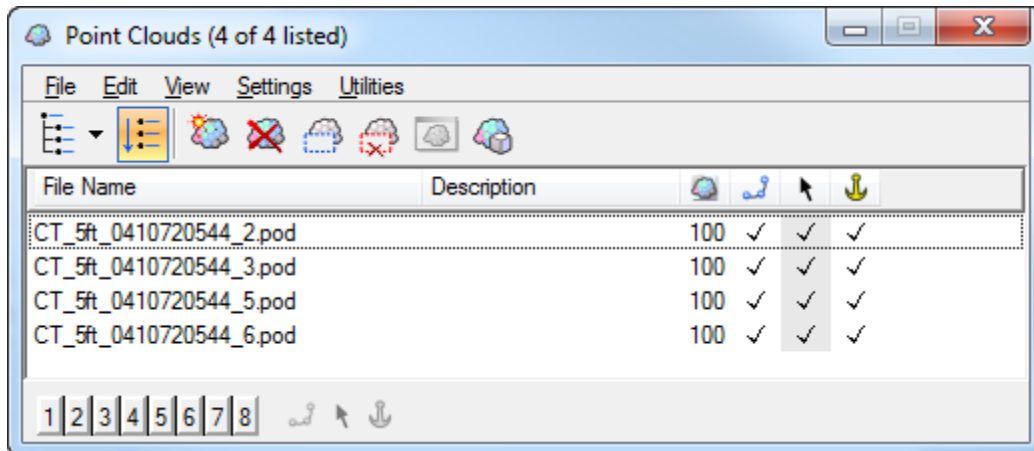 Point Clouds (4 of 4 listed)
File Edit View Settings Utilities
File Name Description
CT_5ft_0410720544_2.pod 100
CT_5ft_0410720544_3.pod 100
CT_5ft_0410720544_5.pod 100
CT_5ft_0410720544_6.pod 100
1 2 3 4 5 6 7 8